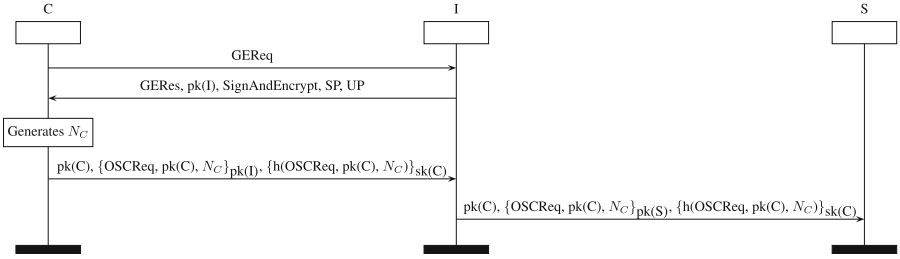 C I S
GEReq
GERes, pk(I), SignAndEncrypt, SP, UP
Generates N_C
pk(C), {OSCReq, pk(C), N_C}pk(I), {h(OSCReq, pk(C), N_C)}sk(C)
pk(C), {OSCReq, pk(C), N_C}pk(S), {h(OSCReq, pk(C), N_C)}sk(C)